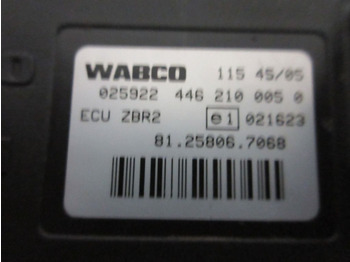 WABCO 115 45/05
025922 446 210 005 0
ECU ZBR2 e1 021623
81.25806.7068